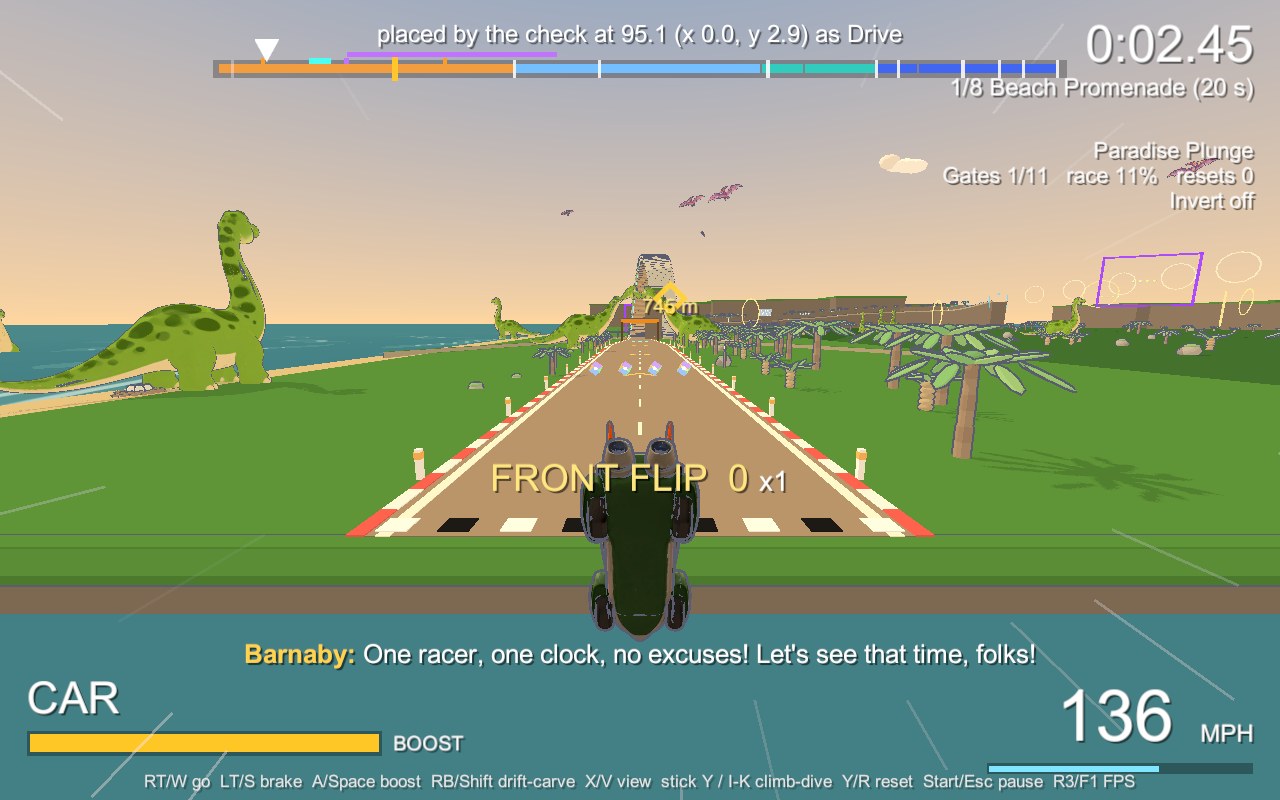 placed by the check at 95.1 (x 0.0, y 2.9) as Drive
0:02.45
1/8 Beach Promenade (20 s)
Paradise Plunge
Gates 1/11 race 11% resets 0
Invert off
745 m
FRONT FLIP 0 x1
Barnaby: One racer, one clock, no excuses! Let's see that time, folks!
CAR
BOOST
136 MPH
RT/W go LT/S brake A/Space boost RB/Shift drift-carve X/V view stick Y / I-K climb-dive Y/R reset Start/Esc pause R3/F1 FPS